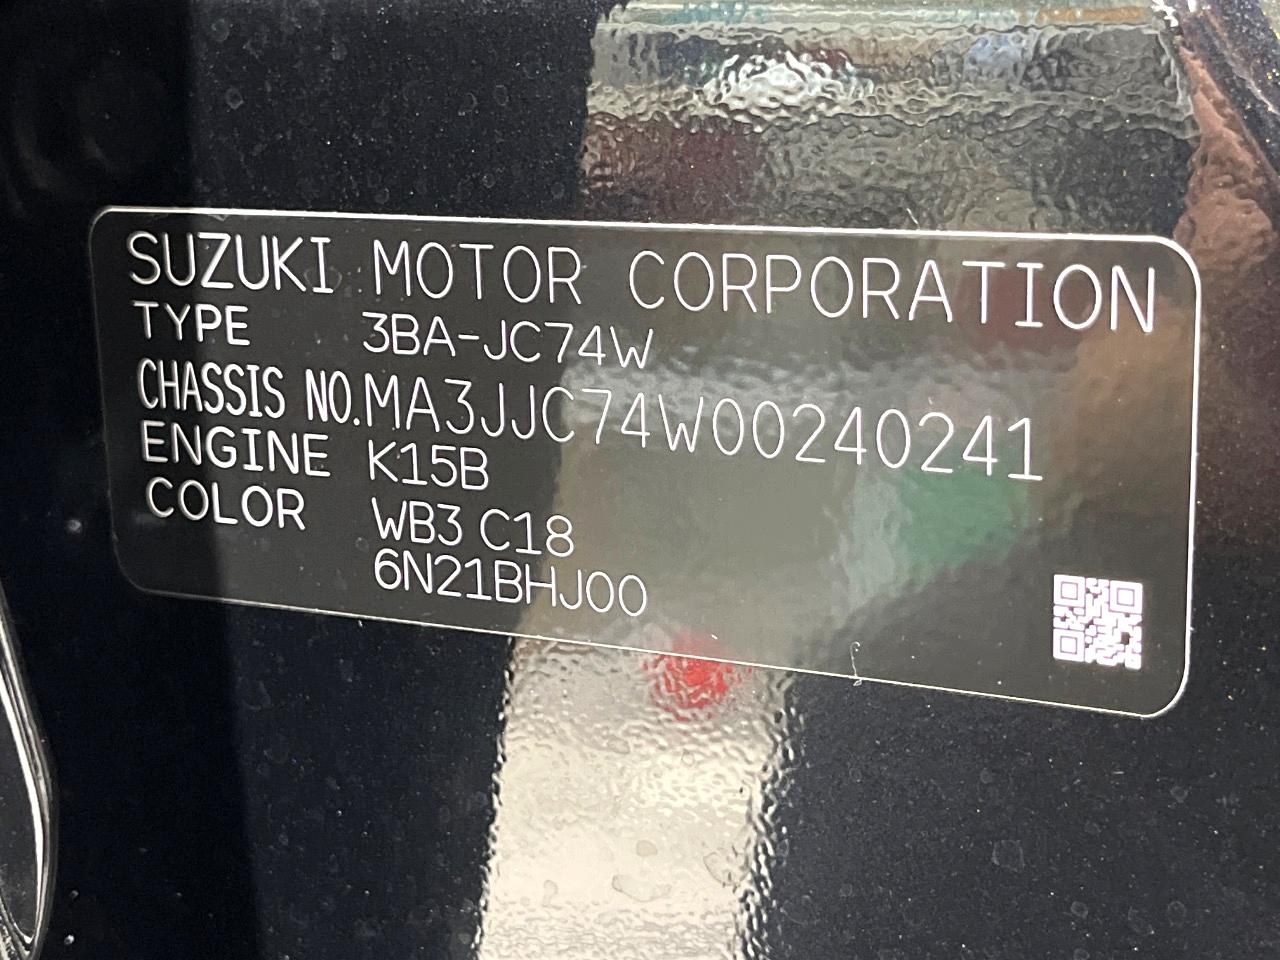 SUZUKI MOTOR CORPORATION
TYPE 3BA-JC74W
CHASSIS NO. MA3JJC74W00240241
ENGINE K15B
COLOR WB3 C18
6N21BHJ00